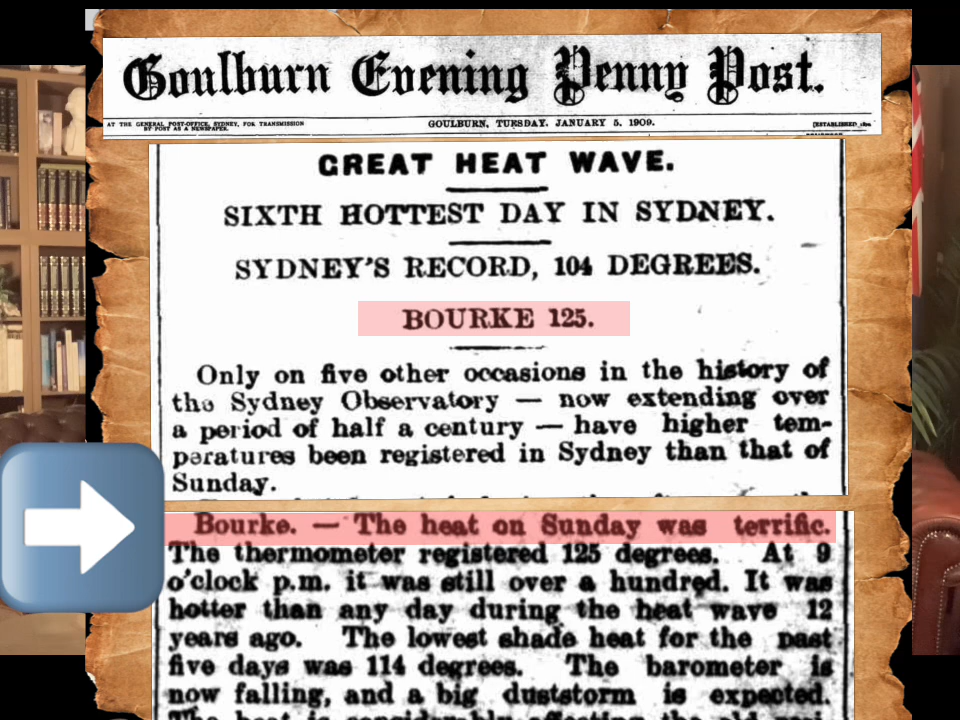 Goulburn Evening Penny Post.
AT THE GENERAL POST-OFFICE, SYDNEY, FOR TRANSMISSION
BY POST AS A NEWSPAPER.
GOULBURN, TUESDAY, JANUARY 5, 1909.
[ESTABLISHED
GREAT HEAT WAVE.
SIXTH HOTTEST DAY IN SYDNEY.
SYDNEY'S RECORD, 104 DEGREES.
BOURKE 125.
Only on five other occasions in the history of
the Sydney Observatory — now extending over
a period of half a century — have higher tem-
peratures been registered in Sydney than that of
Sunday.
Bourke. — The heat on Sunday was terrific.
The thermometer registered 125 degrees. At 9
o'clock p.m. it was still over a hundred. It was
hotter than any day during the heat wave 12
years ago. The lowest shade heat for the past
five days was 114 degrees. The barometer is
now falling, and a big duststorm is expected.